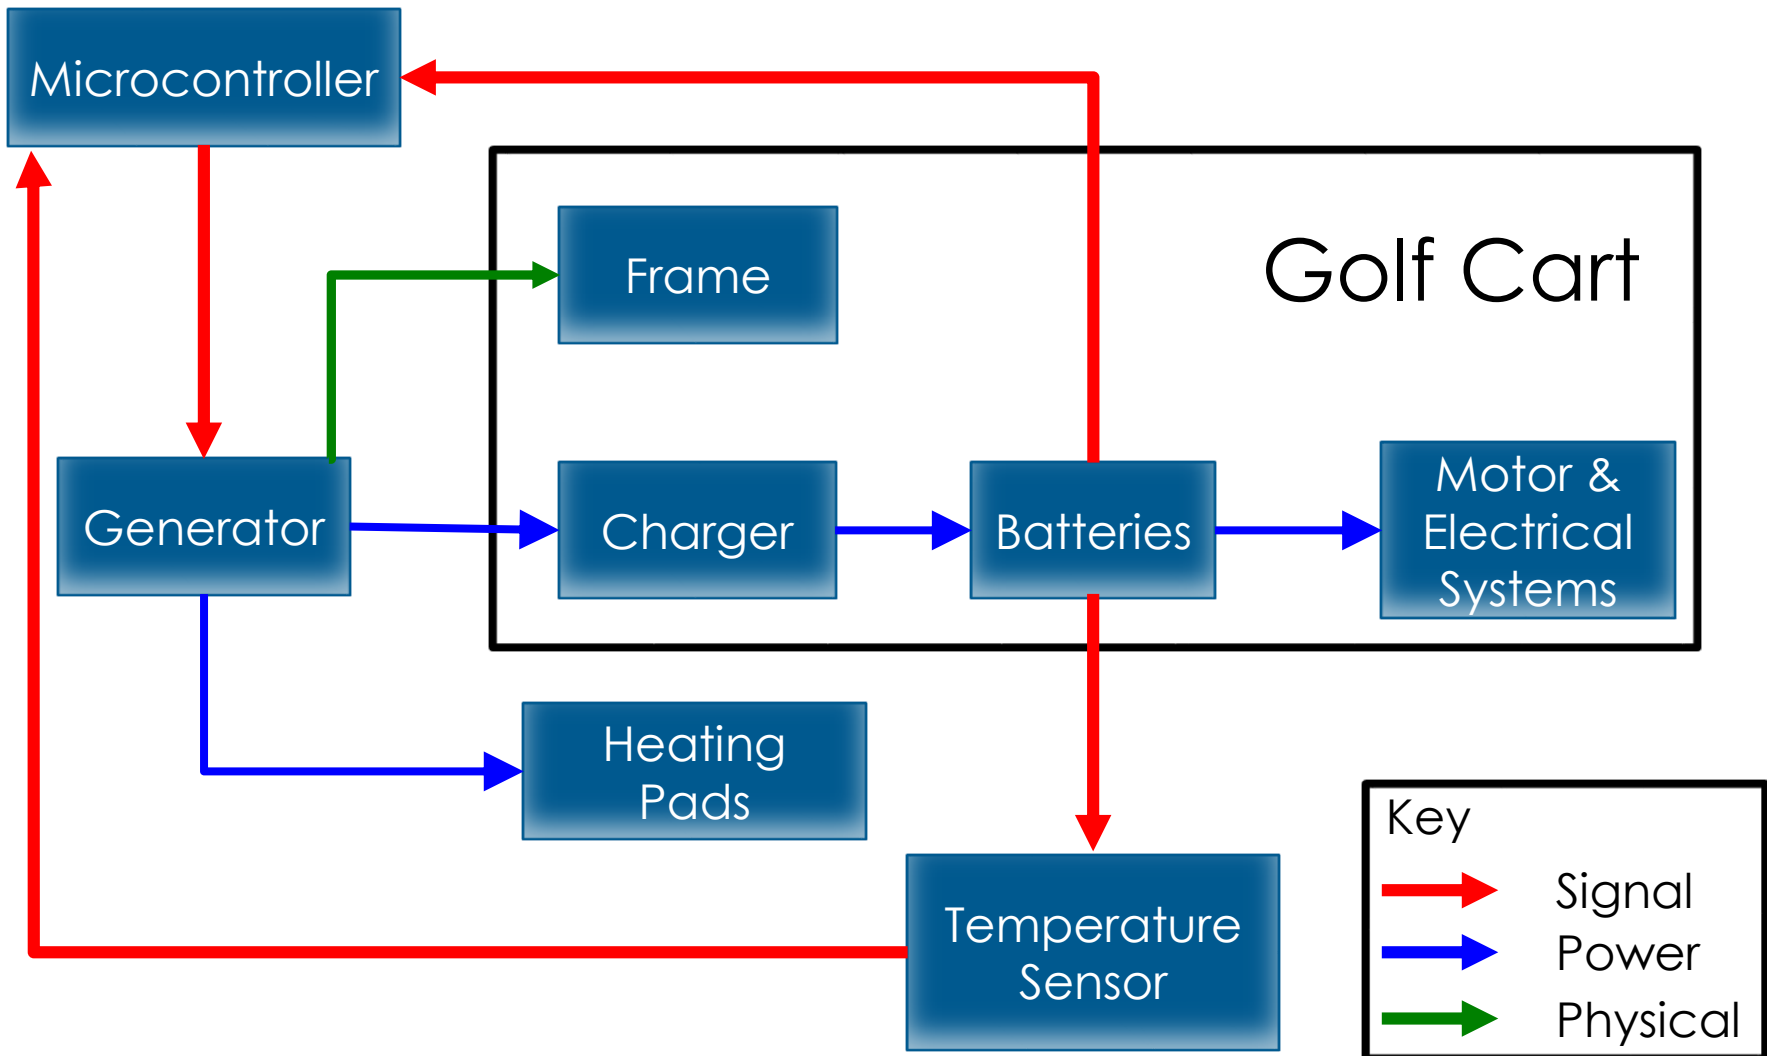 Microcontroller
Frame
Golf Cart
Generator
Charger
Batteries
Motor &
Electrical
Systems
Heating
Pads
Temperature
Sensor
Key
Signal
Power
Physical